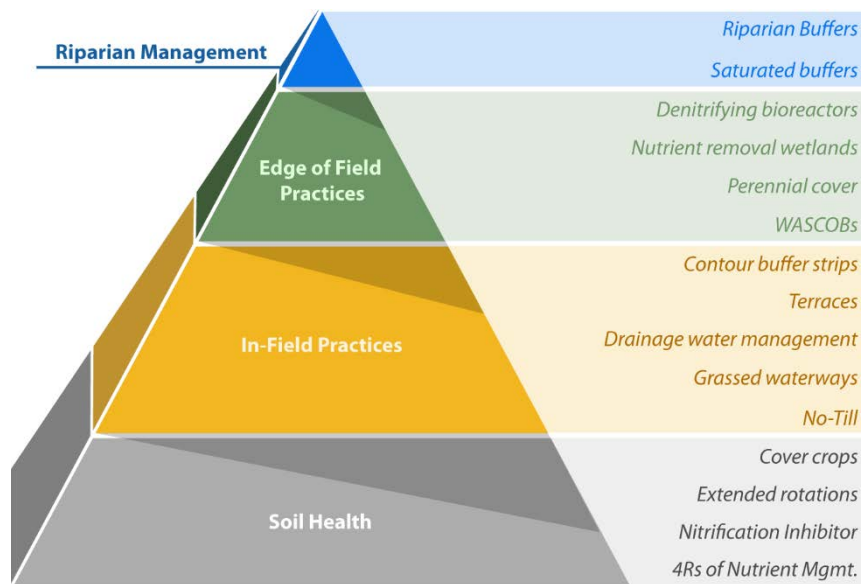 Riparian Management
Riparian Buffers
Saturated buffers
Edge of Field
Practices
Denitrifying bioreactors
Nutrient removal wetlands
Perennial cover
WASCOBs
In-Field Practices
Contour buffer strips
Terraces
Drainage water management
Grassed waterways
No-Till
Soil Health
Cover crops
Extended rotations
Nitrification Inhibitor
4Rs of Nutrient Mgmt.